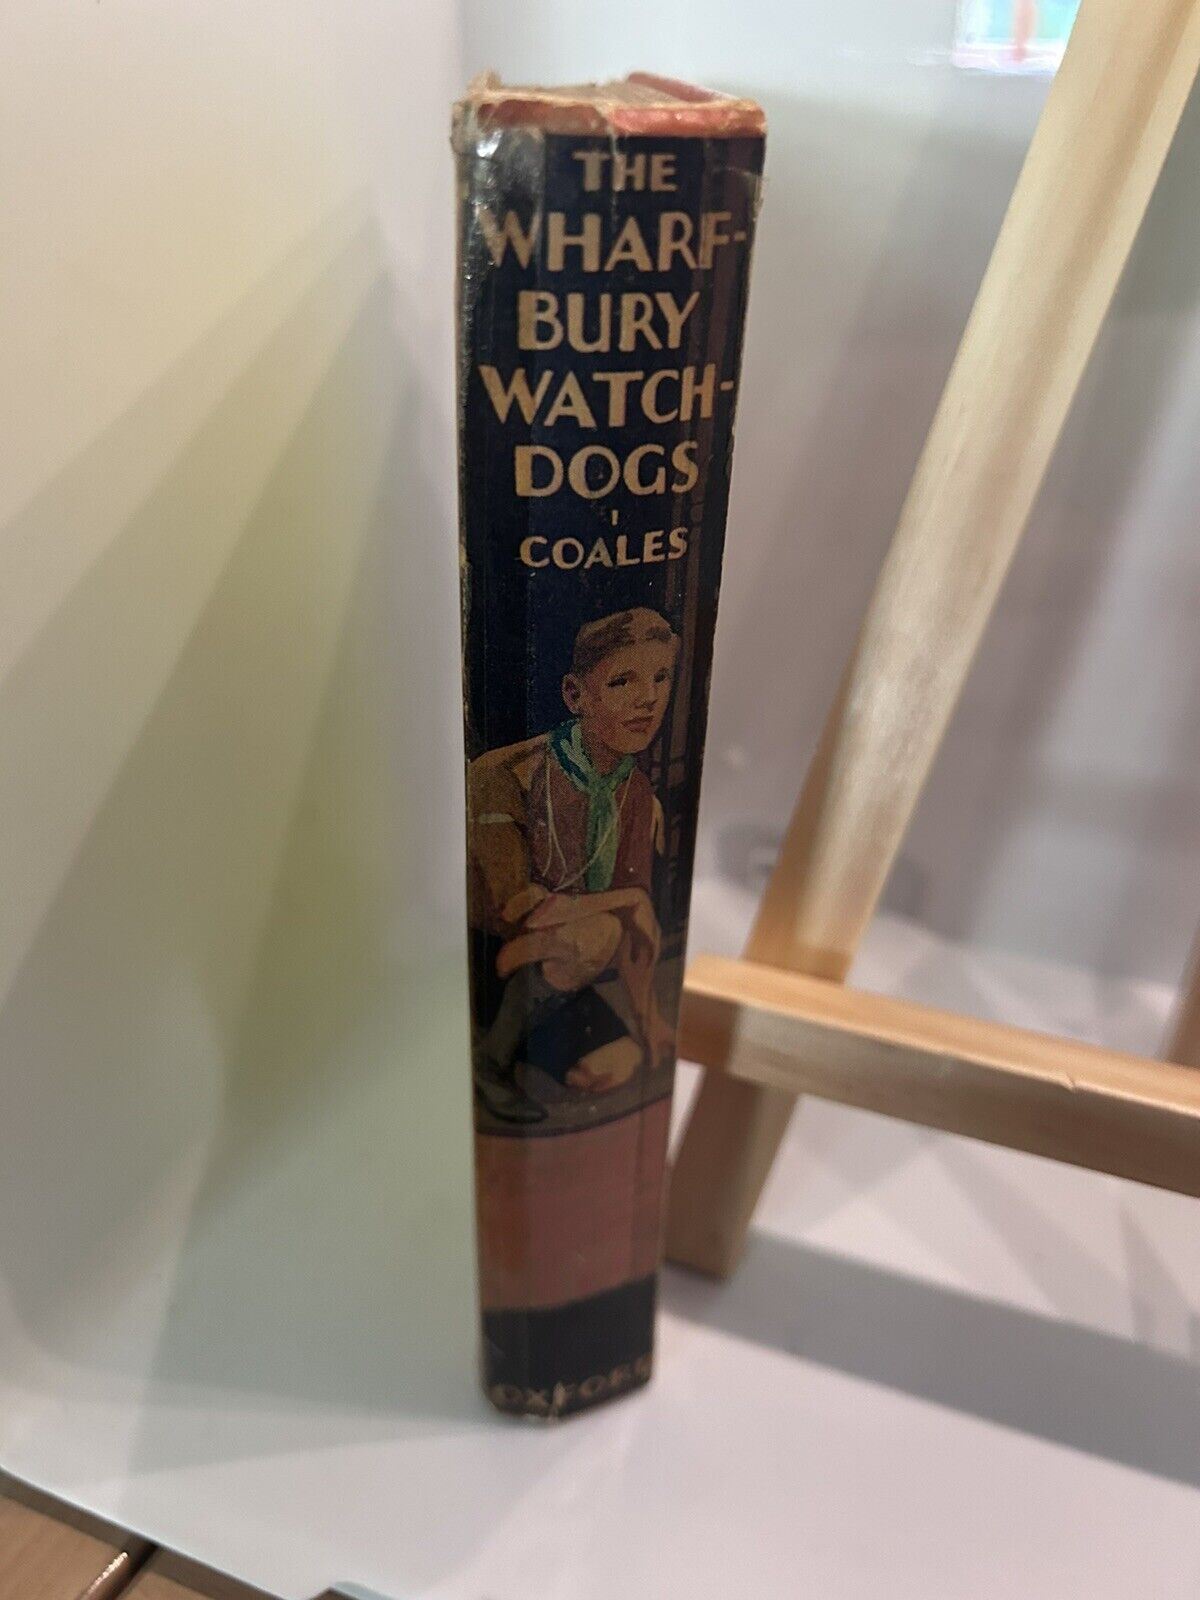 THE
WHARF-
BURY
WATCH-
DOGS
COALES
OXFORD